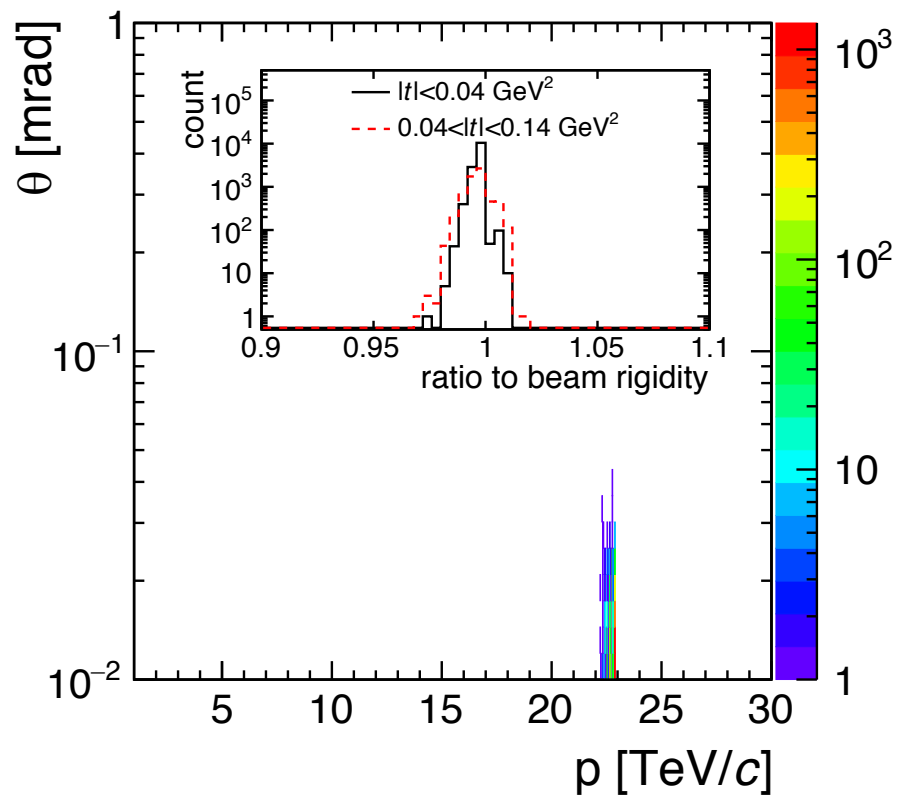 θ [mrad]
1
10⁻¹
10⁻²
count
10⁵
10⁴
10³
10²
10
1
|t|<0.04 GeV²
0.04<|t|<0.14 GeV²
0.9 0.95 1 1.05 1.1
ratio to beam rigidity
5 10 15 20 25 30
p [TeV/c]
10³
10²
10
1